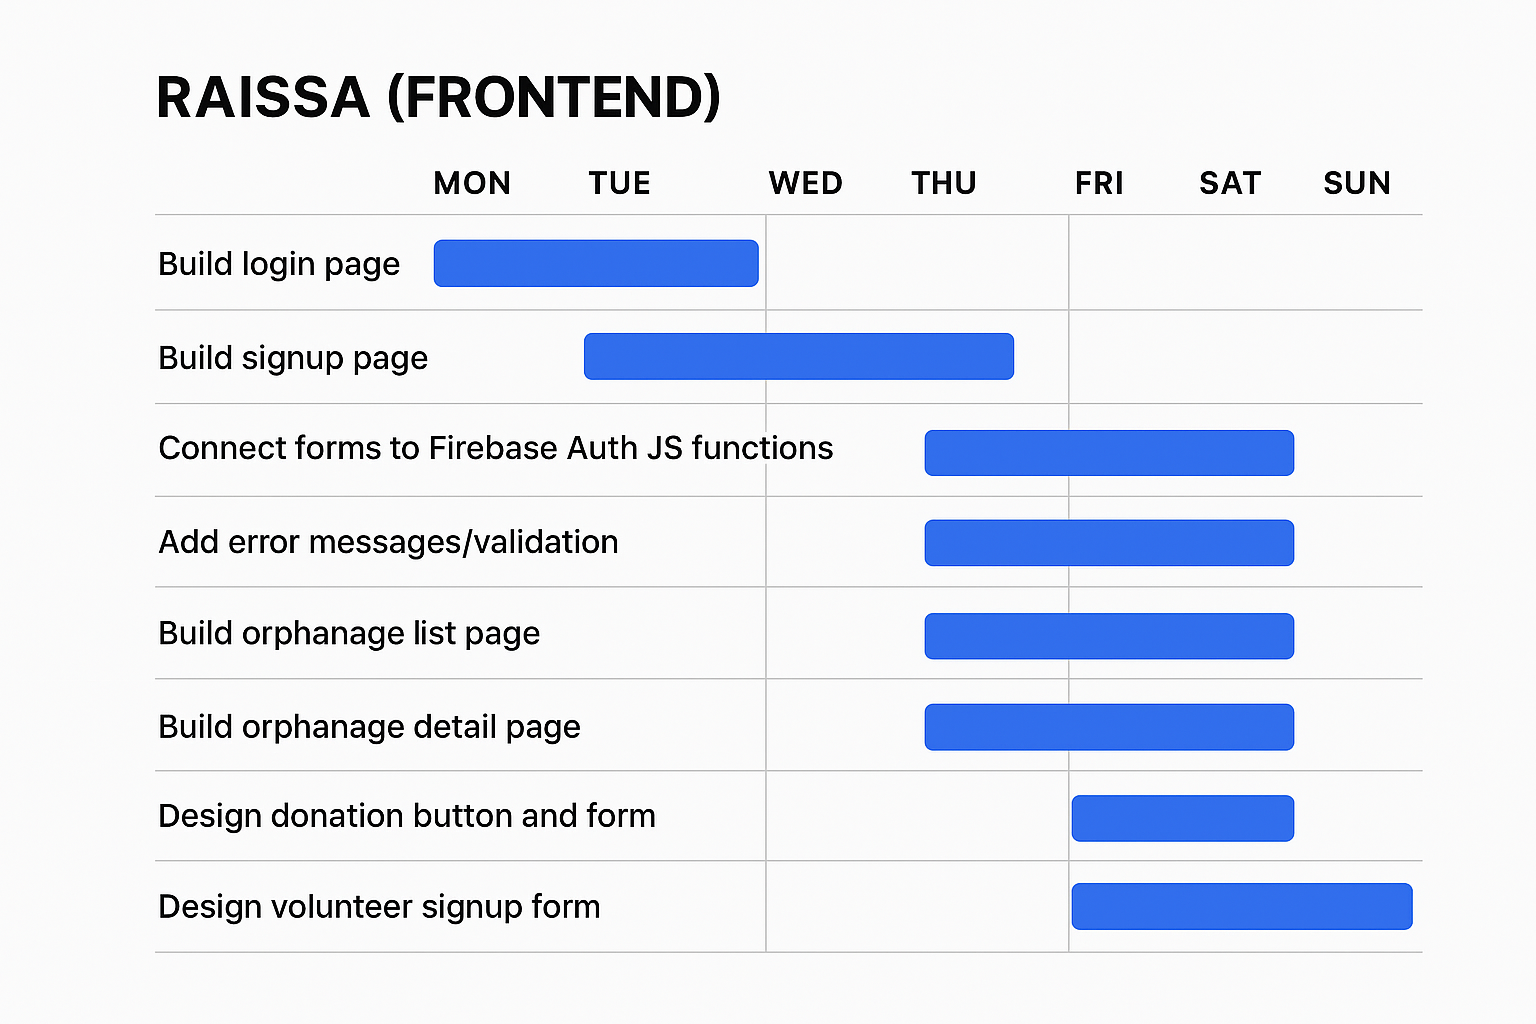 RAISSA (FRONTEND)
MON TUE WED THU FRI SAT SUN
Build login page
Build signup page
Connect forms to Firebase Auth JS functions
Add error messages/validation
Build orphanage list page
Build orphanage detail page
Design donation button and form
Design volunteer signup form